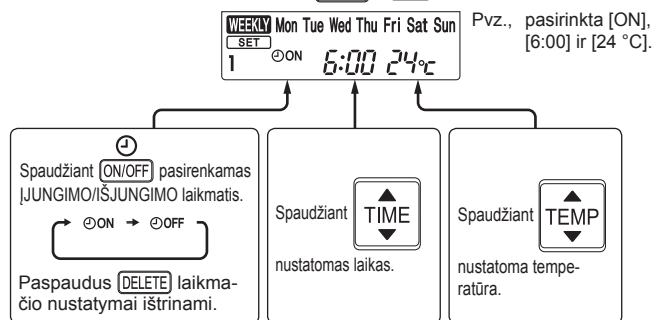 WEEKLY Mon Tue Wed Thu Fri Sat Sun
SET
1 ON 6:00 24°C
Pvz., pasirinkta [ON],
[6:00] ir [24 °C].
Spaudžiant ON/OFF pasirenkamas
ĮJUNGIMO/IŠJUNGIMO laikmatis.
ON → OFF
Paspaudus DELETE laikma-
čio nustatymai ištrinami.
Spaudžiant TIME
nustatomas laikas.
Spaudžiant TEMP
nustatoma tempe-
ratūra.